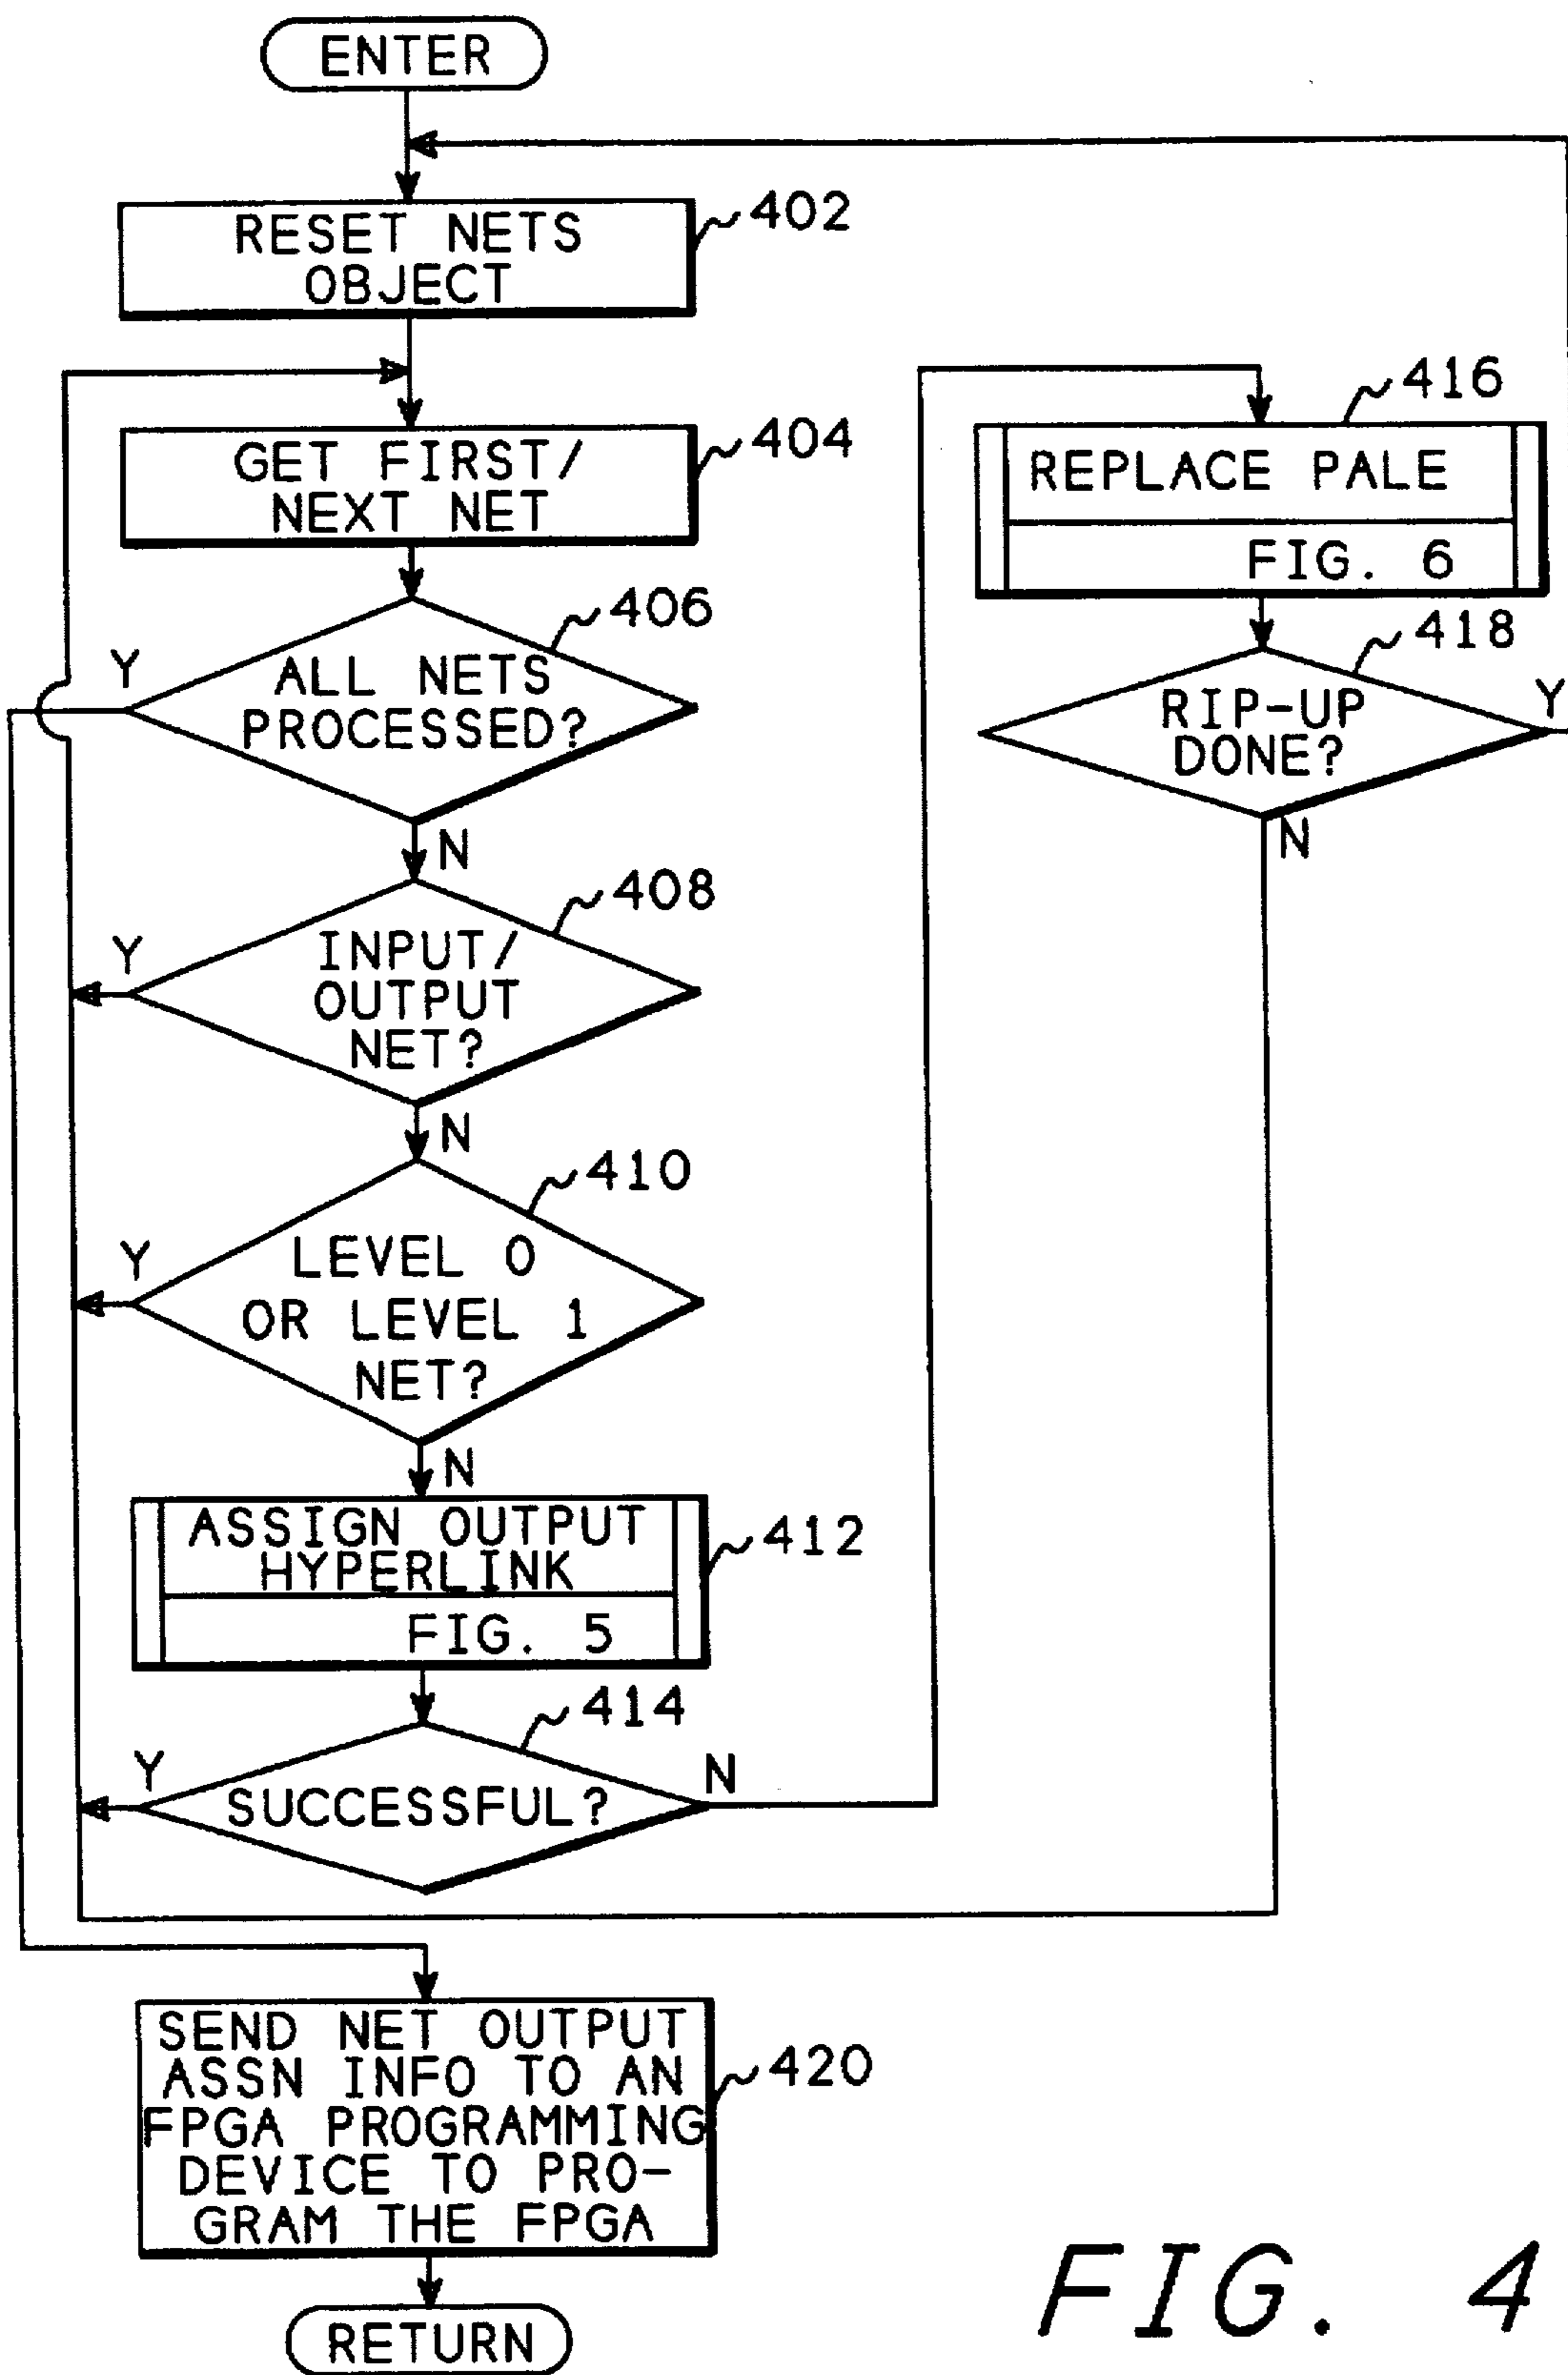 ENTER
RESET NETS
OBJECT
402
GET FIRST/
NEXT NET
404
406
Y
ALL NETS
PROCESSED?
N
408
Y
INPUT/
OUTPUT
NET?
N
410
Y
LEVEL 0
OR LEVEL 1
NET?
N
ASSIGN OUTPUT
HYPERLINK
FIG. 5
412
414
Y
SUCCESSFUL?
N
416
REPLACE PALE
FIG. 6
418
RIP-UP
DONE?
Y
N
SEND NET OUTPUT
ASSN INFO TO AN
FPGA PROGRAMMING
DEVICE TO PRO-
GRAM THE FPGA
420
RETURN
FIG. 4